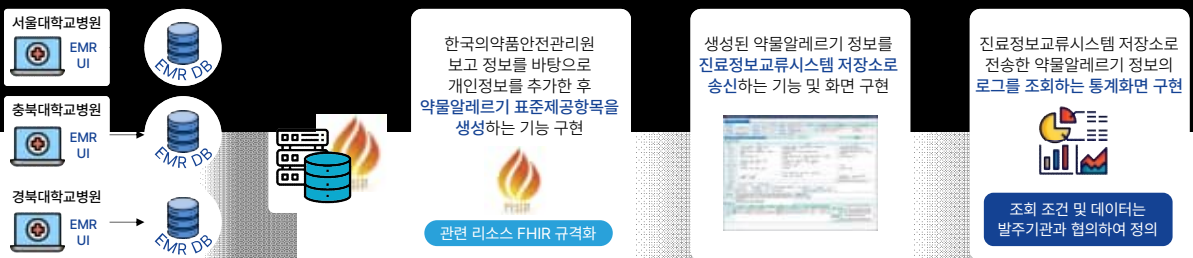 서울대학교병원
EMR
UI
EMR DB
충북대학교병원
EMR
UI
EMR DB
경북대학교병원
EMR
UI
EMR DB
한국의약품안전관리원
보고 정보를 바탕으로
개인정보를 추가한 후
약물알레르기 표준제공항목을
생성하는 기능 구현
FHIR
관련 리소스 FHIR 규격화
생성된 약물알레르기 정보를
진료정보교류시스템 저장소로
송신하는 기능 및 화면 구현
진료정보교류시스템 저장소로
전송한 약물알레르기 정보의
로그를 조회하는 통계화면 구현
조회 조건 및 데이터는
발주기관과 협의하여 정의